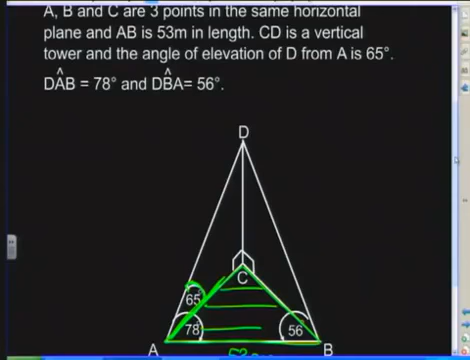 A, B and C are 3 points in the same horizontal
plane and AB is 53m in length. CD is a vertical
tower and the angle of elevation of D from A is 65°.
DÂB = 78° and DB̂A= 56°.
D
C
65°
78°
56°
A
B